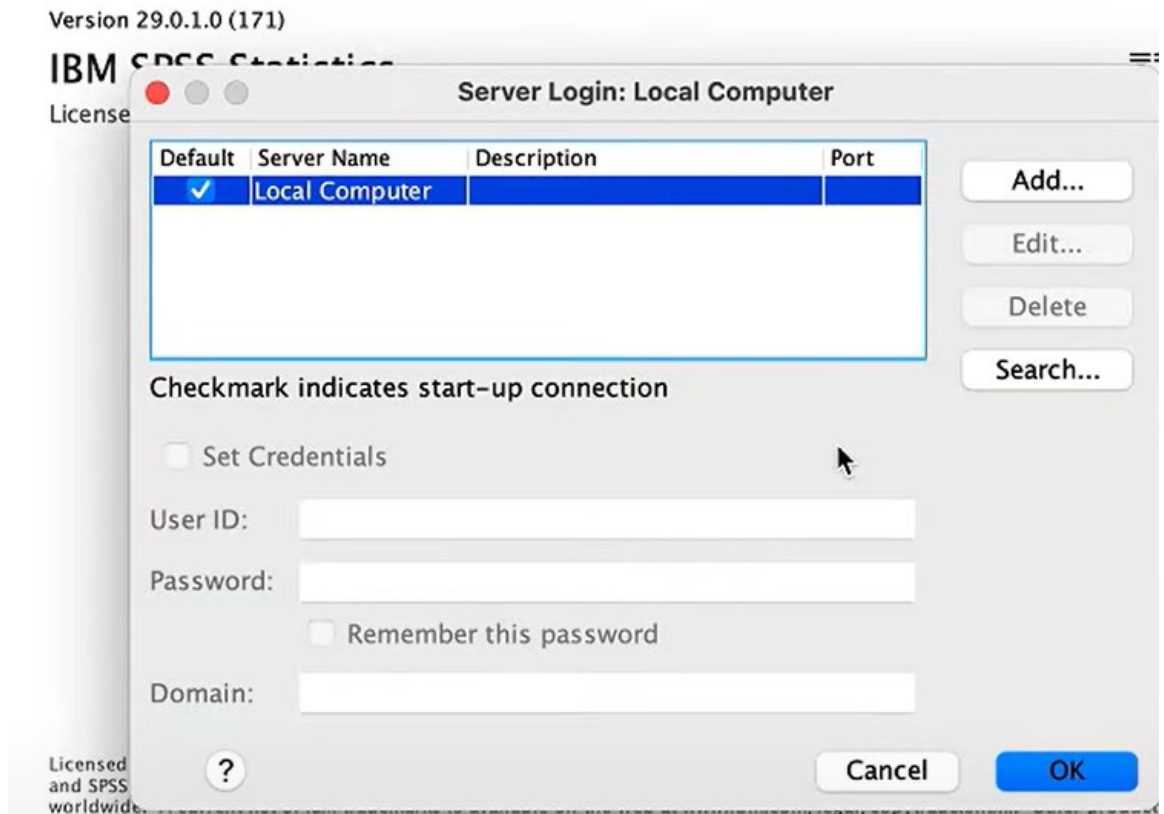 Version 29.0.1.0 (171)
IBM SPSS Statistics
License
Server Login: Local Computer
Default Server Name Description Port
Local Computer
Add...
Edit...
Delete
Search...
Checkmark indicates start-up connection
Set Credentials
User ID:
Password:
Remember this password
Domain:
? Cancel OK
Licensed
and SPSS
worldwide.